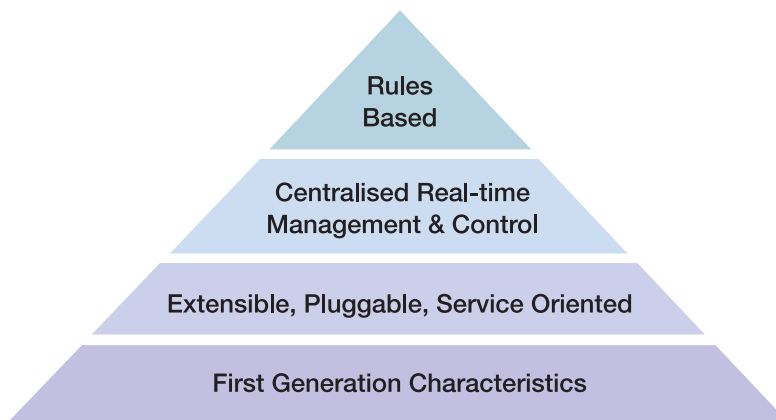 Rules
Based
Centralised Real-time
Management & Control
Extensible, Pluggable, Service Oriented
First Generation Characteristics